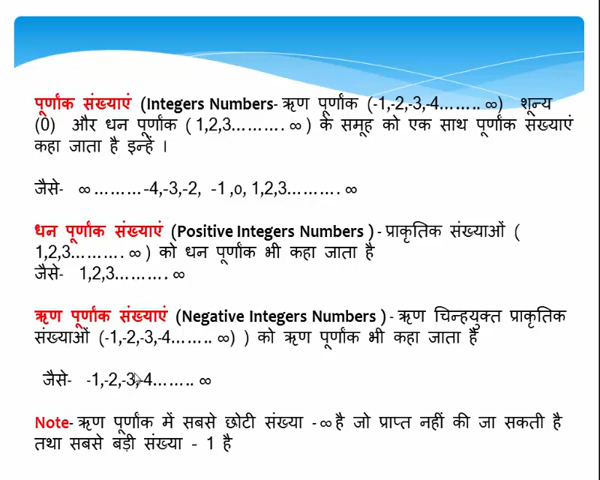 पूर्णांक संख्याएं (Integers Numbers- ऋण पूर्णांक (-1,-2,-3,-4…….. ∞) शून्य
(0) और धन पूर्णांक ( 1,2,3………. ∞ ) के समूह को एक साथ पूर्णांक संख्याएं
कहा जाता है इन्हें ।
जैसे- ∞ ………-4,-3,-2, -1 ,o, 1,2,3………. ∞
धन पूर्णांक संख्याएं (Positive Integers Numbers ) - प्राकृतिक संख्याओं (
1,2,3………. ∞ ) को धन पूर्णांक भी कहा जाता है
जैसे- 1,2,3………. ∞
ऋण पूर्णांक संख्याएं (Negative Integers Numbers ) - ऋण चिन्हयुक्त प्राकृतिक
संख्याओं (-1,-2,-3,-4…….. ∞) ) को ऋण पूर्णांक भी कहा जाता है
जैसे- -1,-2,-3,-4…….. ∞
Note- ऋण पूर्णांक में सबसे छोटी संख्या - ∞ है जो प्राप्त नहीं की जा सकती है
तथा सबसे बड़ी संख्या – 1 है